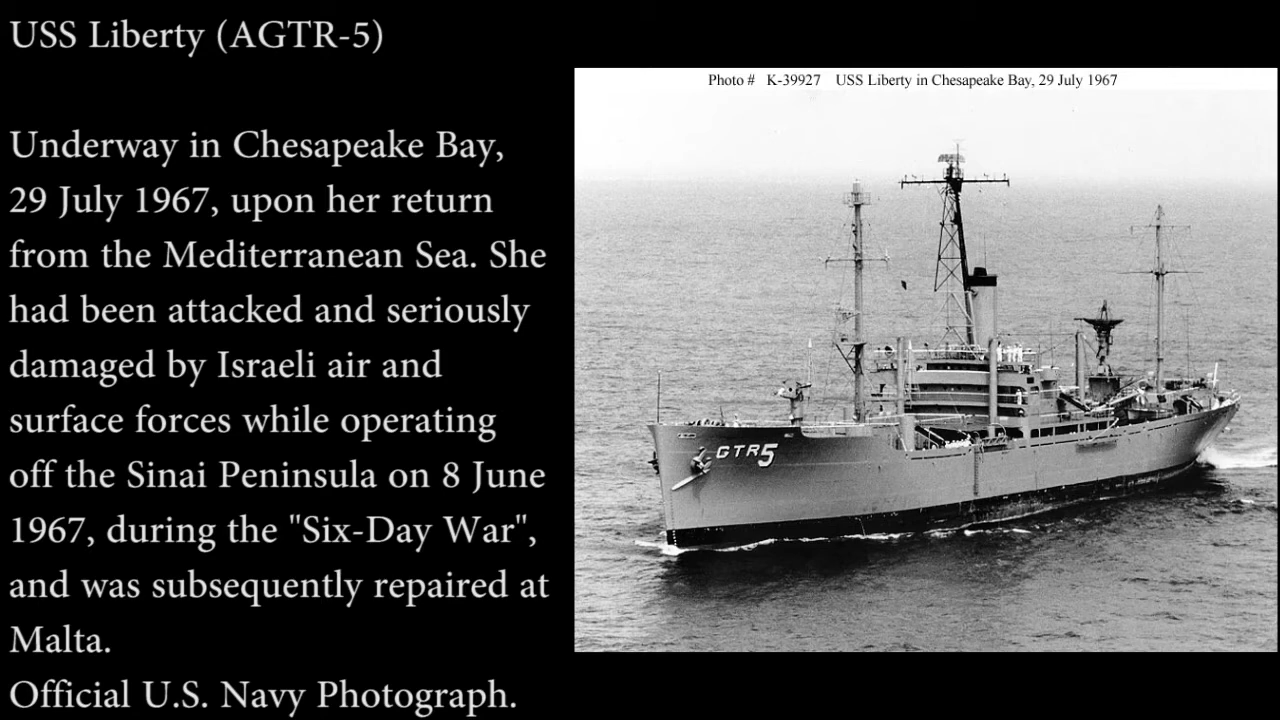 USS Liberty (AGTR-5)
Underway in Chesapeake Bay,
29 July 1967, upon her return
from the Mediterranean Sea. She
had been attacked and seriously
damaged by Israeli air and
surface forces while operating
off the Sinai Peninsula on 8 June
1967, during the "Six-Day War",
and was subsequently repaired at
Malta.
Official U.S. Navy Photograph.
Photo # K-39927 USS Liberty in Chesapeake Bay, 29 July 1967
GTR5